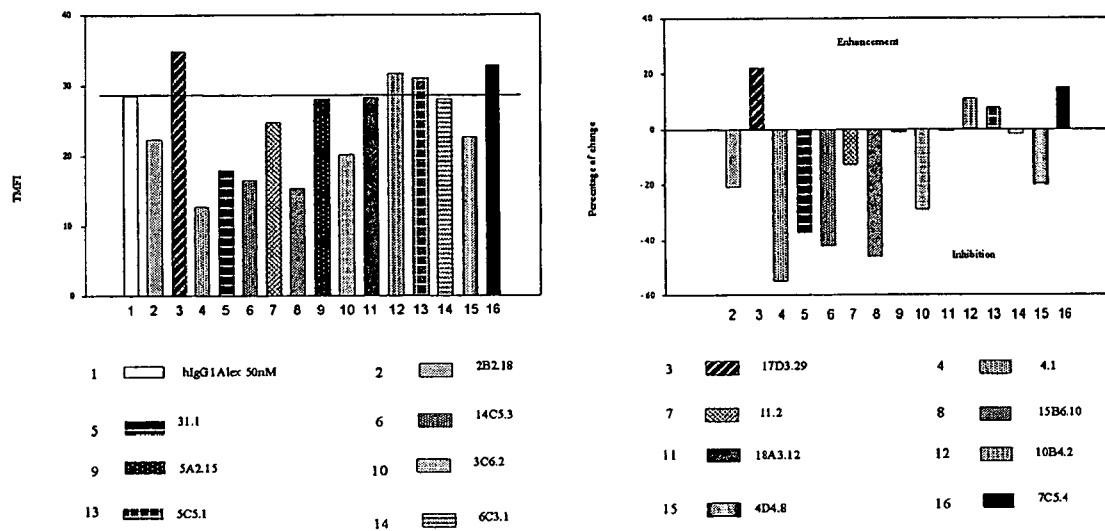 TMFI
40
30
20
10
0
1 2 3 4 5 6 7 8 9 10 11 12 13 14 15 16
Percentage of change
40
20
0
-20
-40
-60
Enhancement
Inhibition
2 3 4 5 6 7 8 9 10 11 12 13 14 15 16
1 hIgG1Alex 50nM
2 2B2.18
3 17D3.29
4 4.1
5 31.1
6 14C5.3
7 11.2
8 15B6.10
9 5A2.15
10 3C6.2
11 18A3.12
12 10B4.2
13 5C5.1
14 6C3.1
15 4D4.8
16 7C5.4